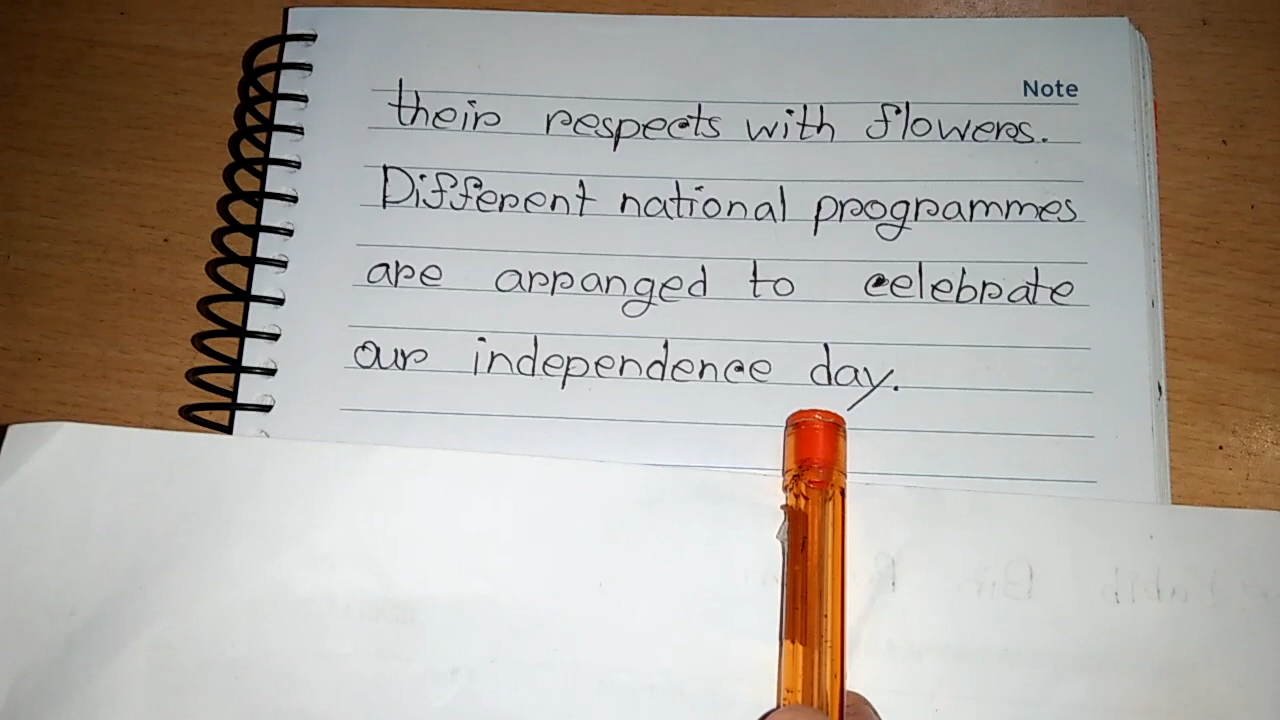 Note
their respects with flowers.
Different national programmes
are arranged to celebrate
our independence day.